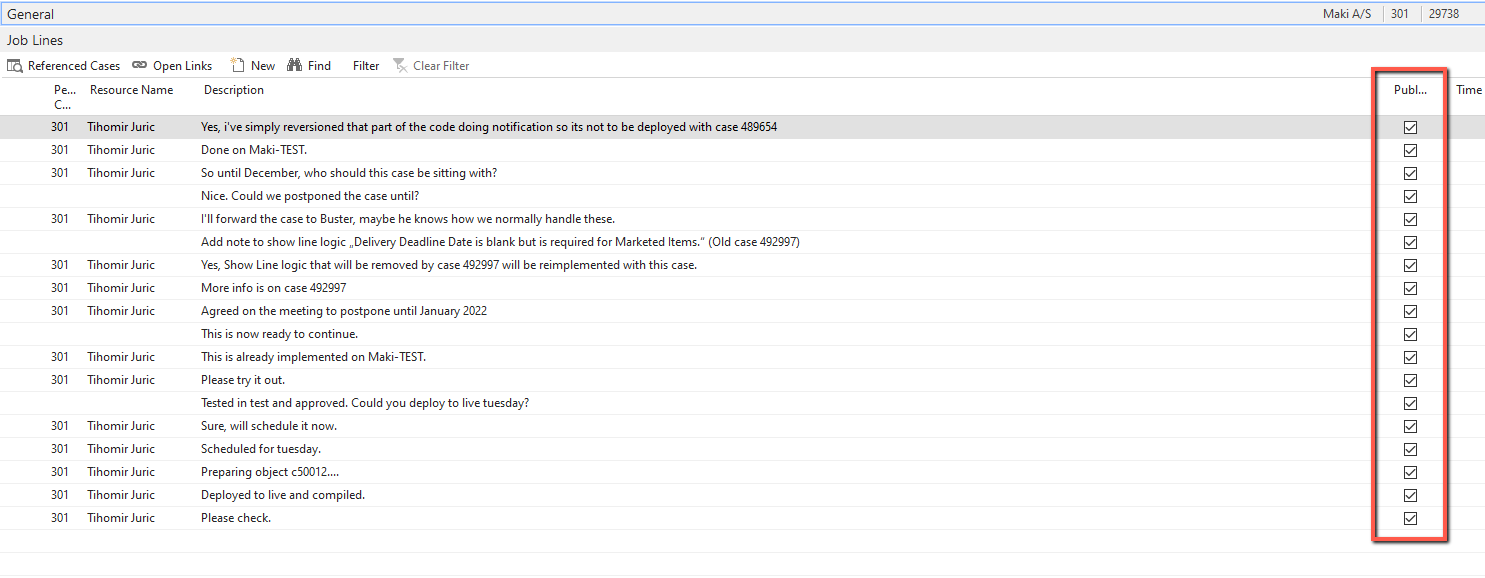 General Maki A/S 301 29738
Job Lines
Referenced Cases Open Links New Find Filter Clear Filter
Pe... C... Resource Name Description Publ... Time
301 Tihomir Juric Yes, i've simply reversioned that part of the code doing notification so its not to be deployed with case 489654
301 Tihomir Juric Done on Maki-TEST.
301 Tihomir Juric So until December, who should this case be sitting with?
Nice. Could we postponed the case until?
301 Tihomir Juric I'll forward the case to Buster, maybe he knows how we normally handle these.
Add note to show line logic „Delivery Deadline Date is blank but is required for Marketed Items.“ (Old case 492997)
301 Tihomir Juric Yes, Show Line logic that will be removed by case 492997 will be reimplemented with this case.
301 Tihomir Juric More info is on case 492997
301 Tihomir Juric Agreed on the meeting to postpone until January 2022
This is now ready to continue.
301 Tihomir Juric This is already implemented on Maki-TEST.
301 Tihomir Juric Please try it out.
Tested in test and approved. Could you deploy to live tuesday?
301 Tihomir Juric Sure, will schedule it now.
301 Tihomir Juric Scheduled for tuesday.
301 Tihomir Juric Preparing object c50012....
301 Tihomir Juric Deployed to live and compiled.
301 Tihomir Juric Please check.